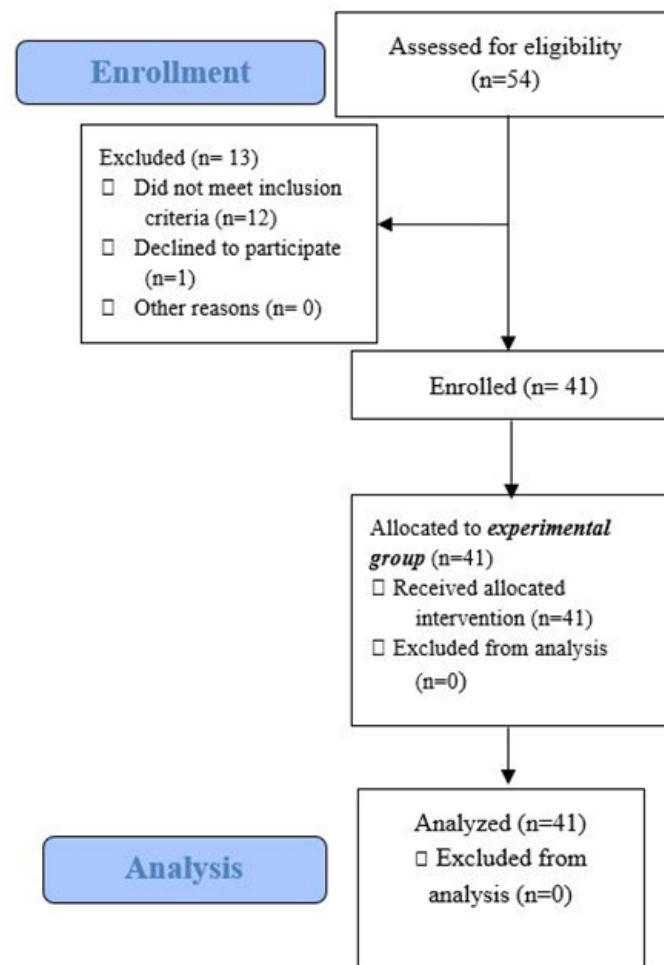 Enrollment
Assessed for eligibility
(n=54)
Excluded (n= 13)
▯ Did not meet inclusion
criteria (n=12)
▯ Declined to participate
(n=1)
▯ Other reasons (n= 0)
Enrolled (n= 41)
Allocated to experimental
group (n=41)
▯ Received allocated
intervention (n=41)
▯ Excluded from analysis
(n=0)
Analysis
Analyzed (n=41)
▯ Excluded from
analysis (n=0)